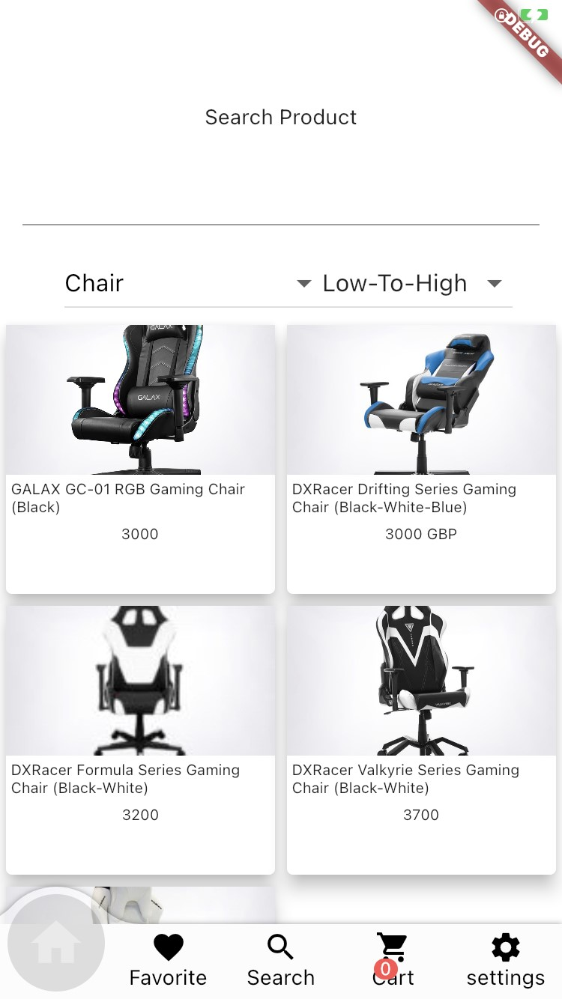 DEBUG
Search Product
Chair
Low-To-High
GALAX
GALAX
GALAX GC-01 RGB Gaming Chair
(Black)
3000
DXRacer Drifting Series Gaming
Chair (Black-White-Blue)
3000 GBP
DXRacer Formula Series Gaming
Chair (Black-White)
3200
VALKYRIE
DXRacer Valkyrie Series Gaming
Chair (Black-White)
3700
Favorite
Search
0
Cart
settings